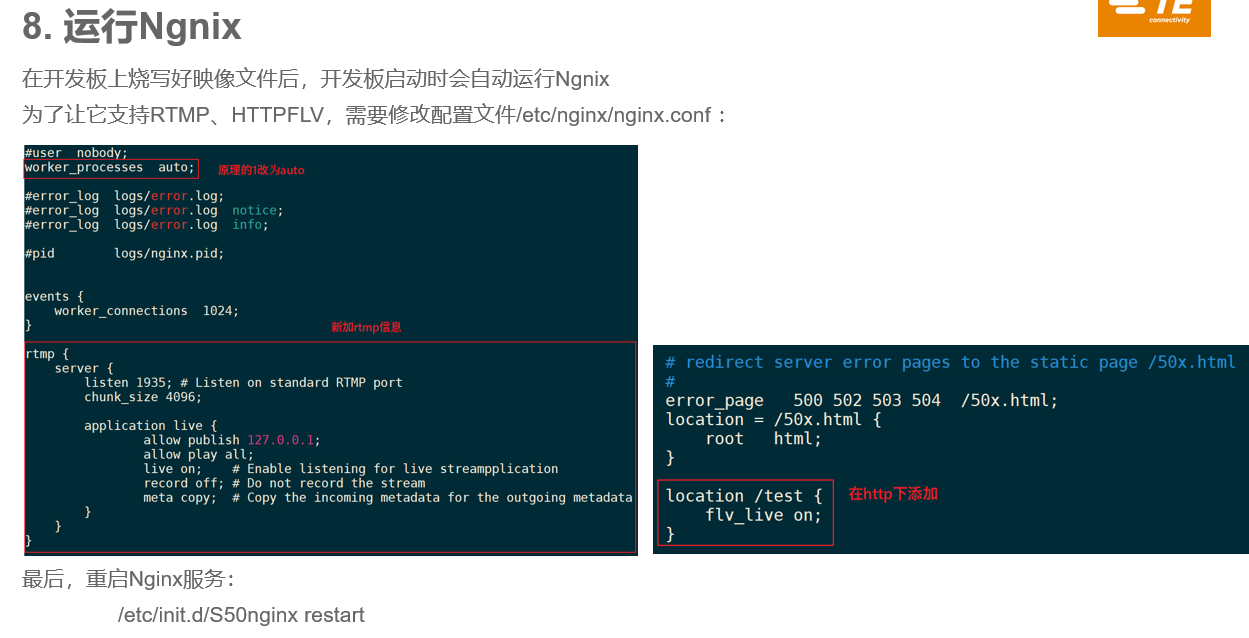 8. 运行Ngnix
TE
connectivity
在开发板上烧写好映像文件后，开发板启动时会自动运行Ngnix
为了让它支持RTMP、HTTPFLV，需要修改配置文件/etc/nginx/nginx.conf：
#user  nobody;
worker_processes  auto;
原理的1改为auto
#error_log  logs/error.log;
#error_log  logs/error.log  notice;
#error_log  logs/error.log  info;
#pid        logs/nginx.pid;
events {
    worker_connections  1024;
}
新加rtmp信息
rtmp {
    server {
        listen 1935; # Listen on standard RTMP port
        chunk_size 4096;
        application live {
                allow publish 127.0.0.1;
                allow play all;
                live on;    # Enable listening for live streampplication
                record off; # Do not record the stream
                meta copy;  # Copy the incoming metadata for the outgoing metadata
        }
    }
}
# redirect server error pages to the static page /50x.html
#
error_page   500 502 503 504  /50x.html;
location = /50x.html {
    root   html;
}
location /test {
    flv_live on;
}
在http下添加
最后，重启Nginx服务：
/etc/init.d/S50nginx restart